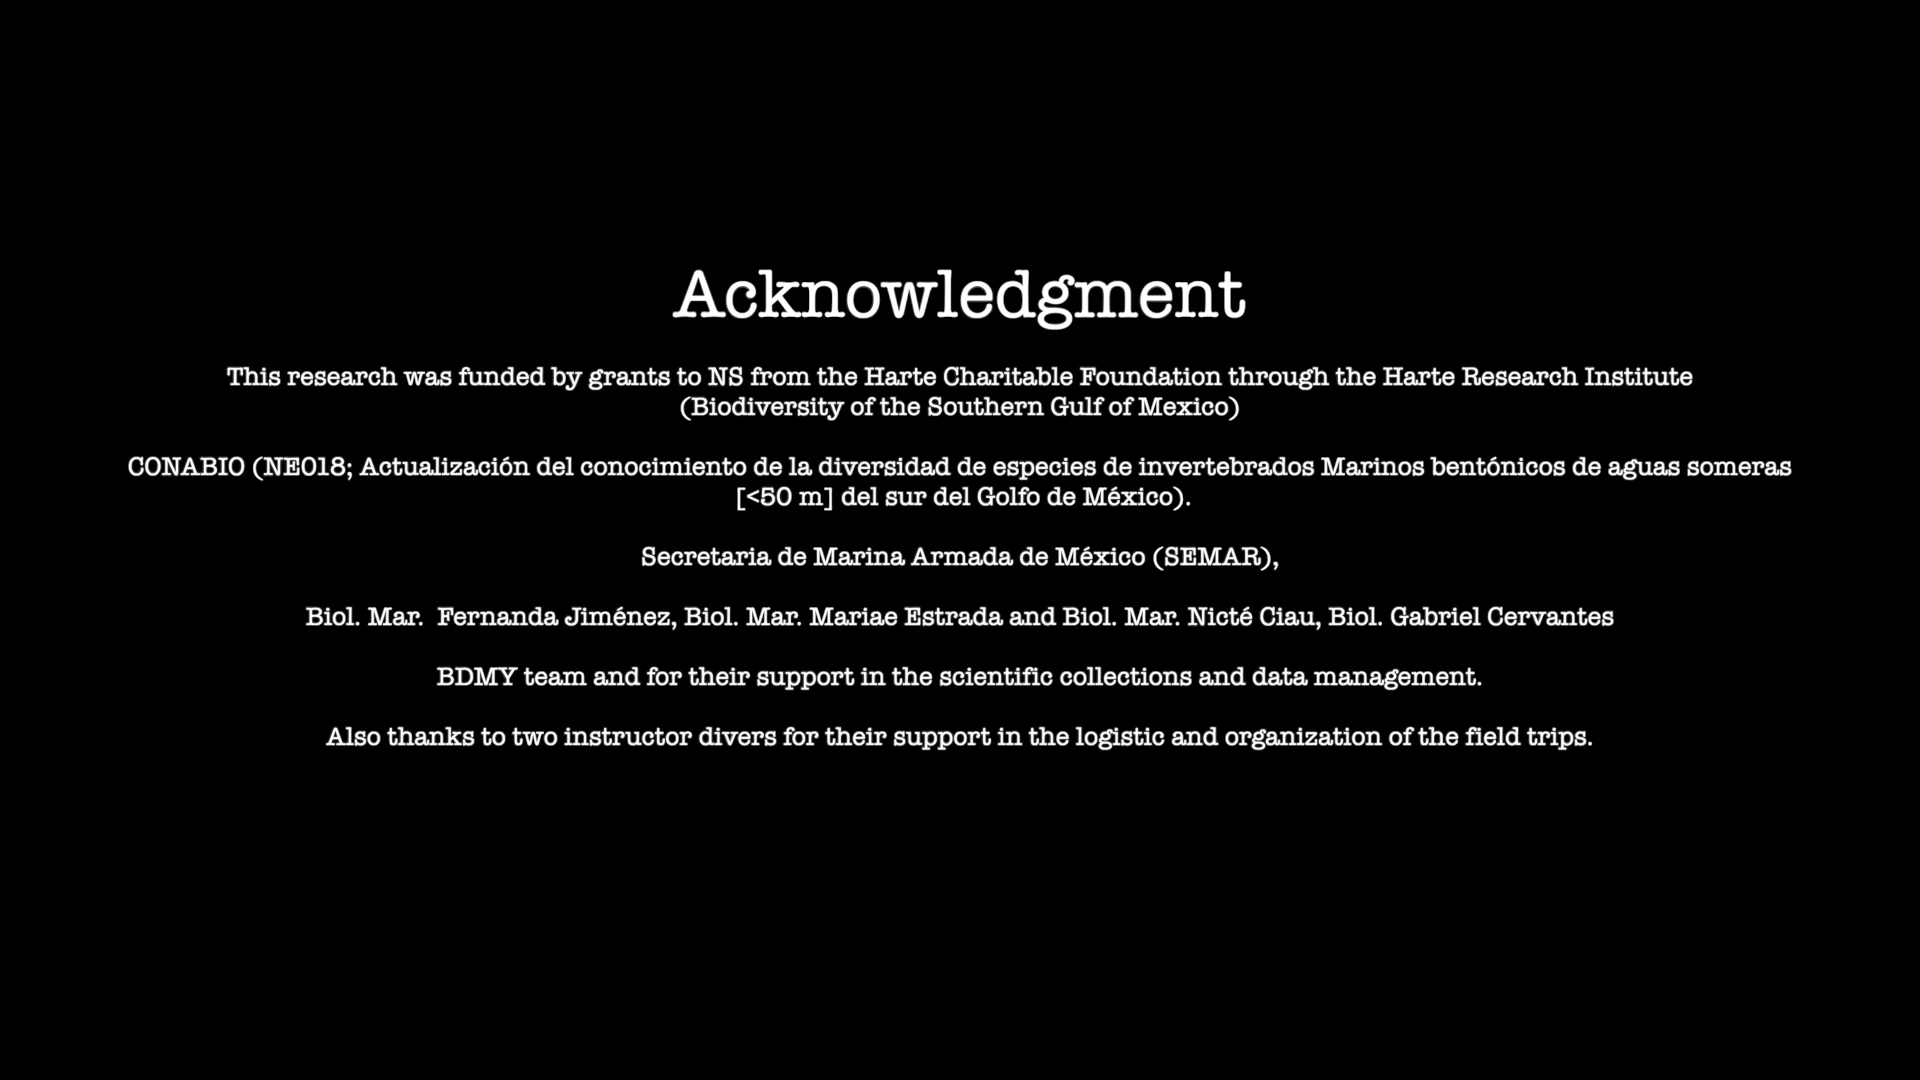 Acknowledgment
This research was funded by grants to NS from the Harte Charitable Foundation through the Harte Research Institute
(Biodiversity of the Southern Gulf of Mexico)
CONABIO (NE018; Actualización del conocimiento de la diversidad de especies de invertebrados Marinos bentónicos de aguas someras
[<50 m] del sur del Golfo de México).
Secretaria de Marina Armada de México (SEMAR),
Biol. Mar.  Fernanda Jiménez, Biol. Mar. Mariae Estrada and Biol. Mar. Nicté Ciau, Biol. Gabriel Cervantes
BDMY team and for their support in the scientific collections and data management.
Also thanks to two instructor divers for their support in the logistic and organization of the field trips.